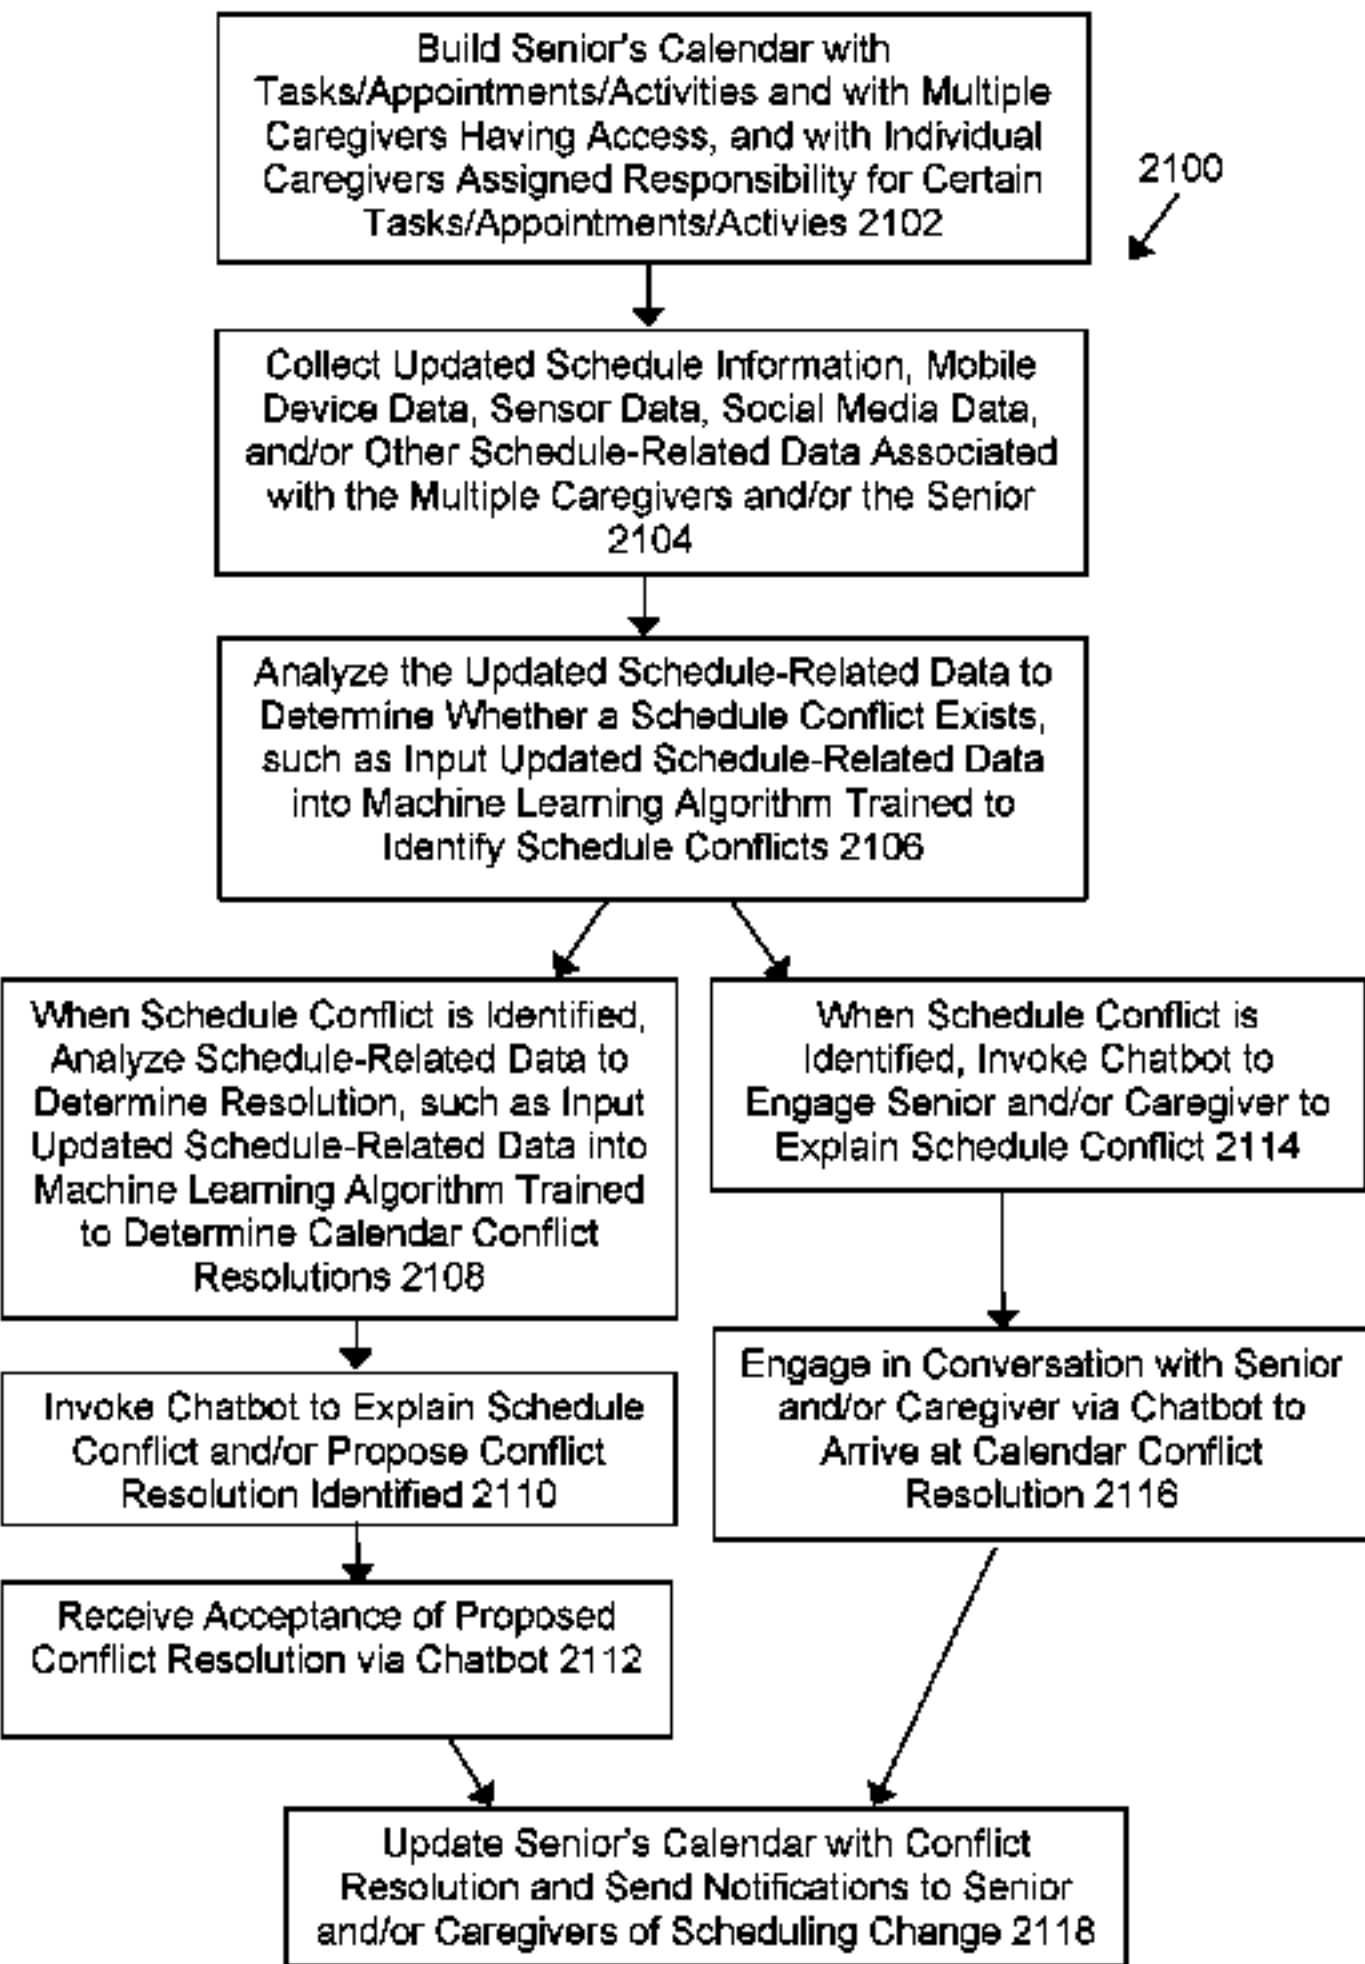 Build Senior's Calendar with
Tasks/Appointments/Activities and with Multiple
Caregivers Having Access, and with Individual
Caregivers Assigned Responsibility for Certain
Tasks/Appointments/Activies 2102
2100
Collect Updated Schedule Information, Mobile
Device Data, Sensor Data, Social Media Data,
and/or Other Schedule-Related Data Associated
with the Multiple Caregivers and/or the Senior
2104
Analyze the Updated Schedule-Related Data to
Determine Whether a Schedule Conflict Exists,
such as Input Updated Schedule-Related Data
into Machine Learning Algorithm Trained to
Identify Schedule Conflicts 2106
When Schedule Conflict is Identified,
Analyze Schedule-Related Data to
Determine Resolution, such as Input
Updated Schedule-Related Data into
Machine Learning Algorithm Trained
to Determine Calendar Conflict
Resolutions 2108
Invoke Chatbot to Explain Schedule
Conflict and/or Propose Conflict
Resolution Identified 2110
Receive Acceptance of Proposed
Conflict Resolution via Chatbot 2112
When Schedule Conflict is
Identified, Invoke Chatbot to
Engage Senior and/or Caregiver to
Explain Schedule Conflict 2114
Engage in Conversation with Senior
and/or Caregiver via Chatbot to
Arrive at Calendar Conflict
Resolution 2116
Update Senior's Calendar with Conflict
Resolution and Send Notifications to Senior
and/or Caregivers of Scheduling Change 2118